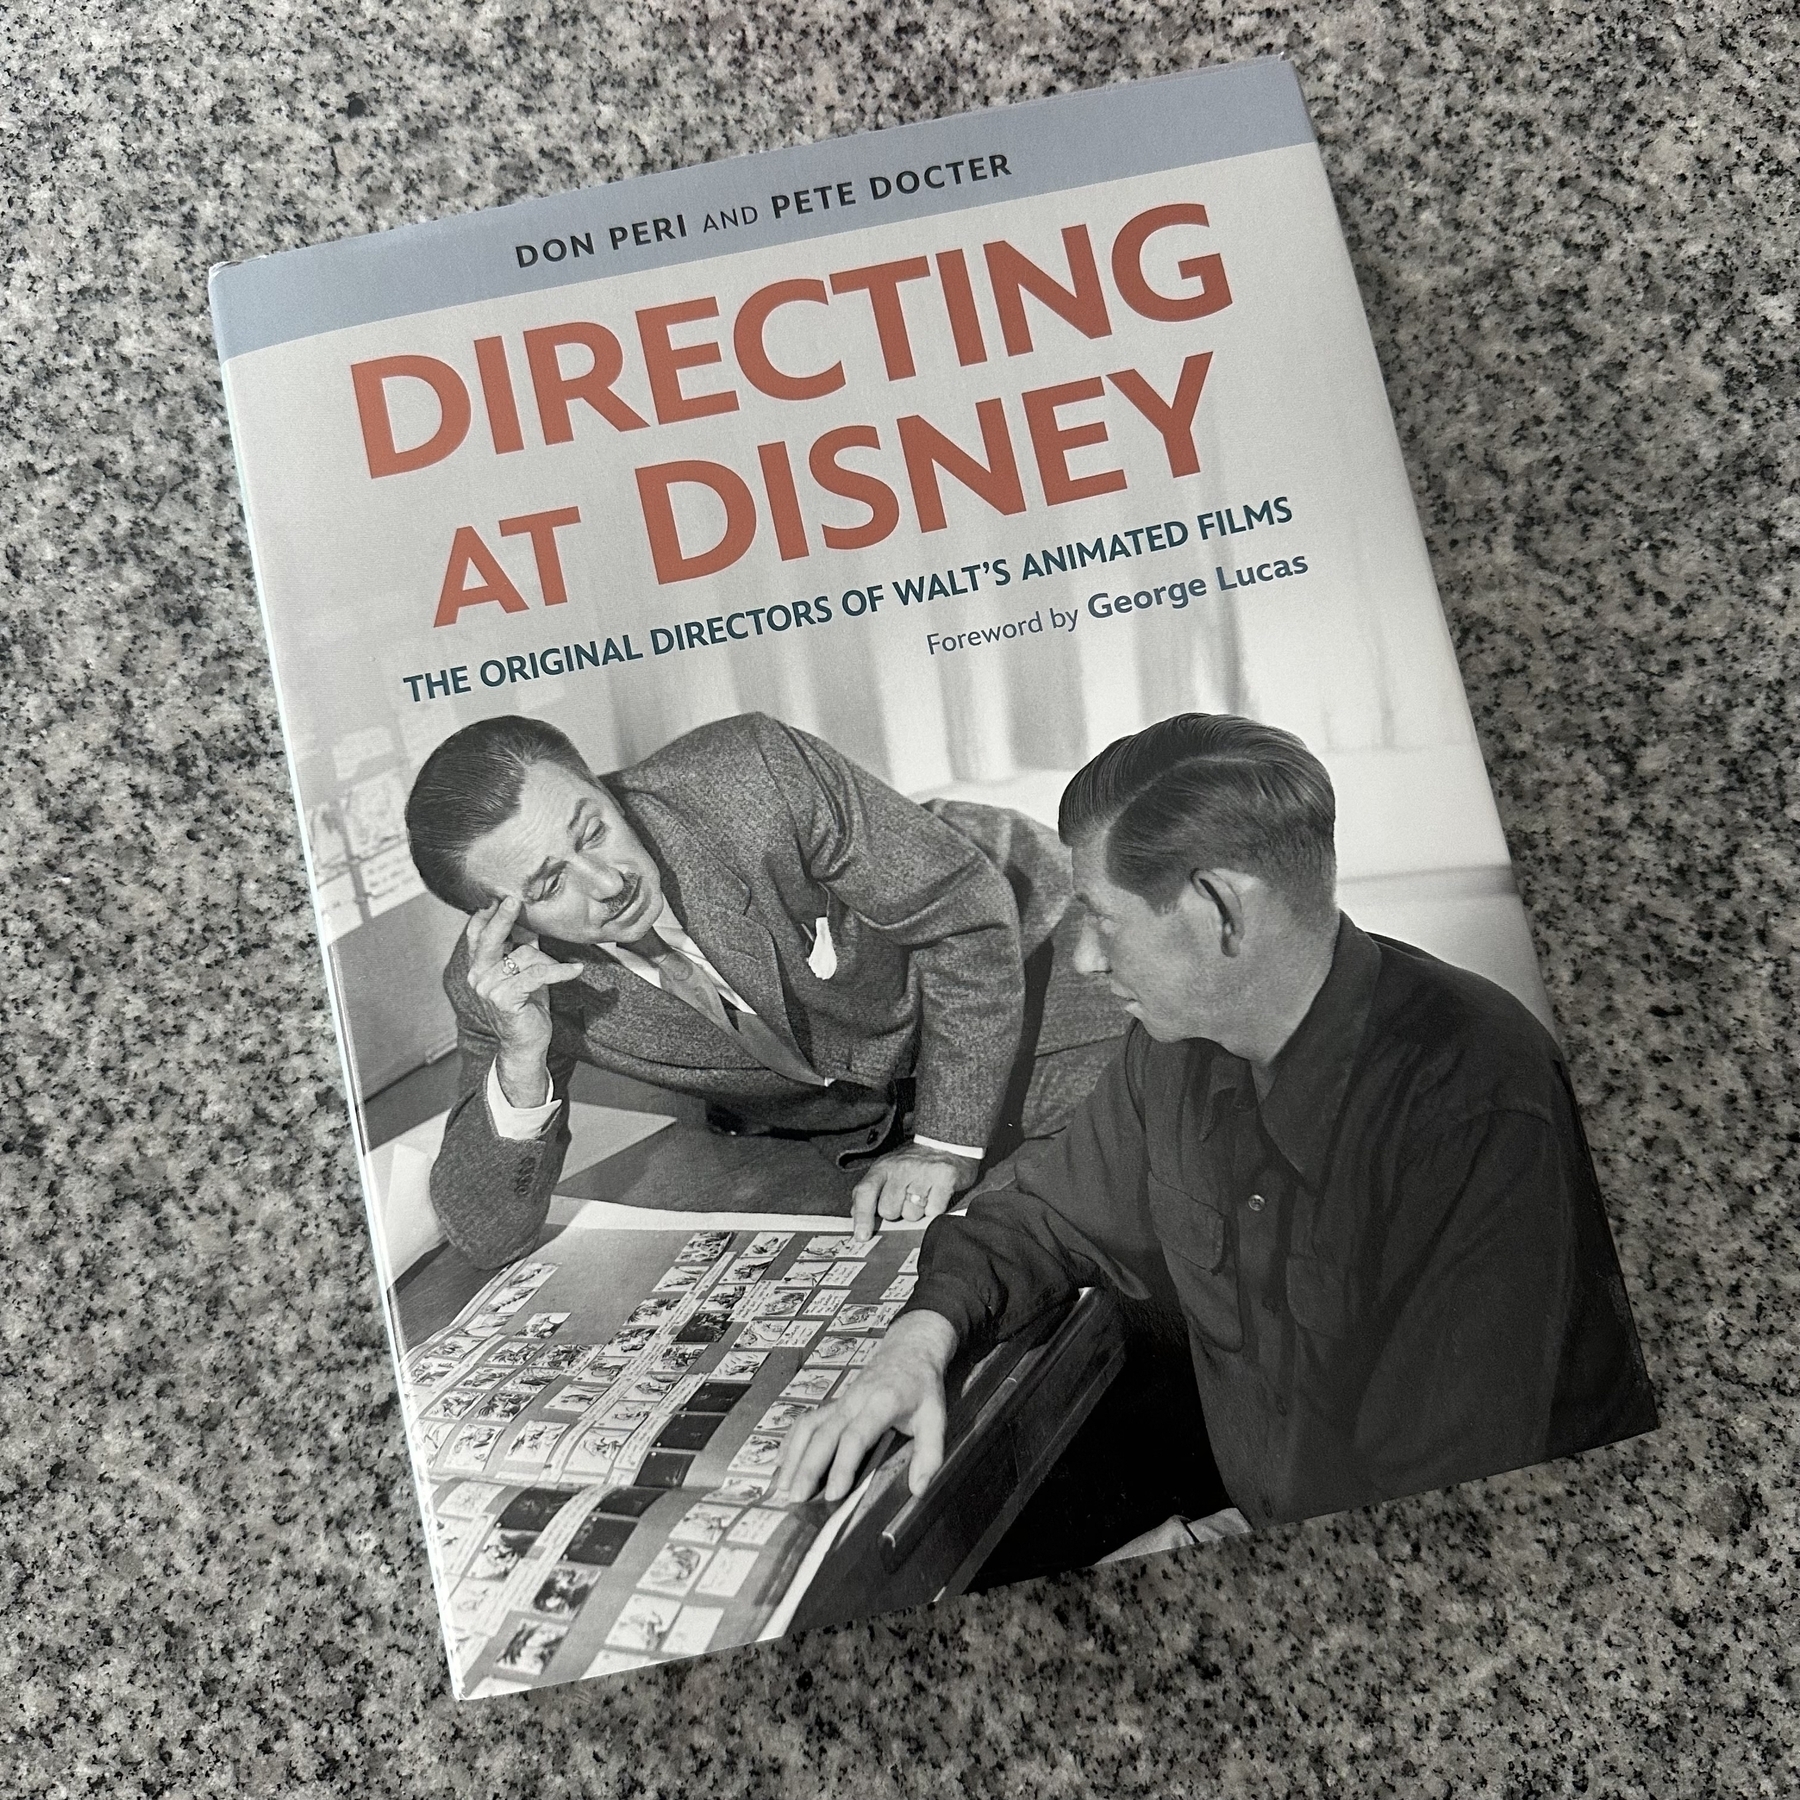 DON PERI AND PETE DOCTER
DIRECTING
AT DISNEY
THE ORIGINAL DIRECTORS OF WALT’S ANIMATED FILMS
Foreword by George Lucas